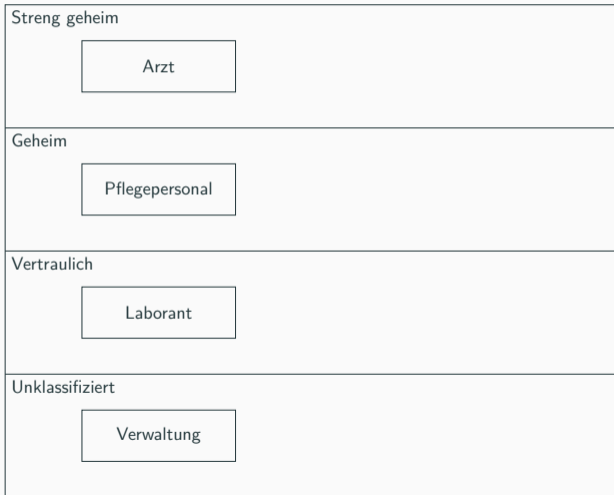 Streng geheim
Arzt
Geheim
Pflegepersonal
Vertraulich
Laborant
Unklassifiziert
Verwaltung